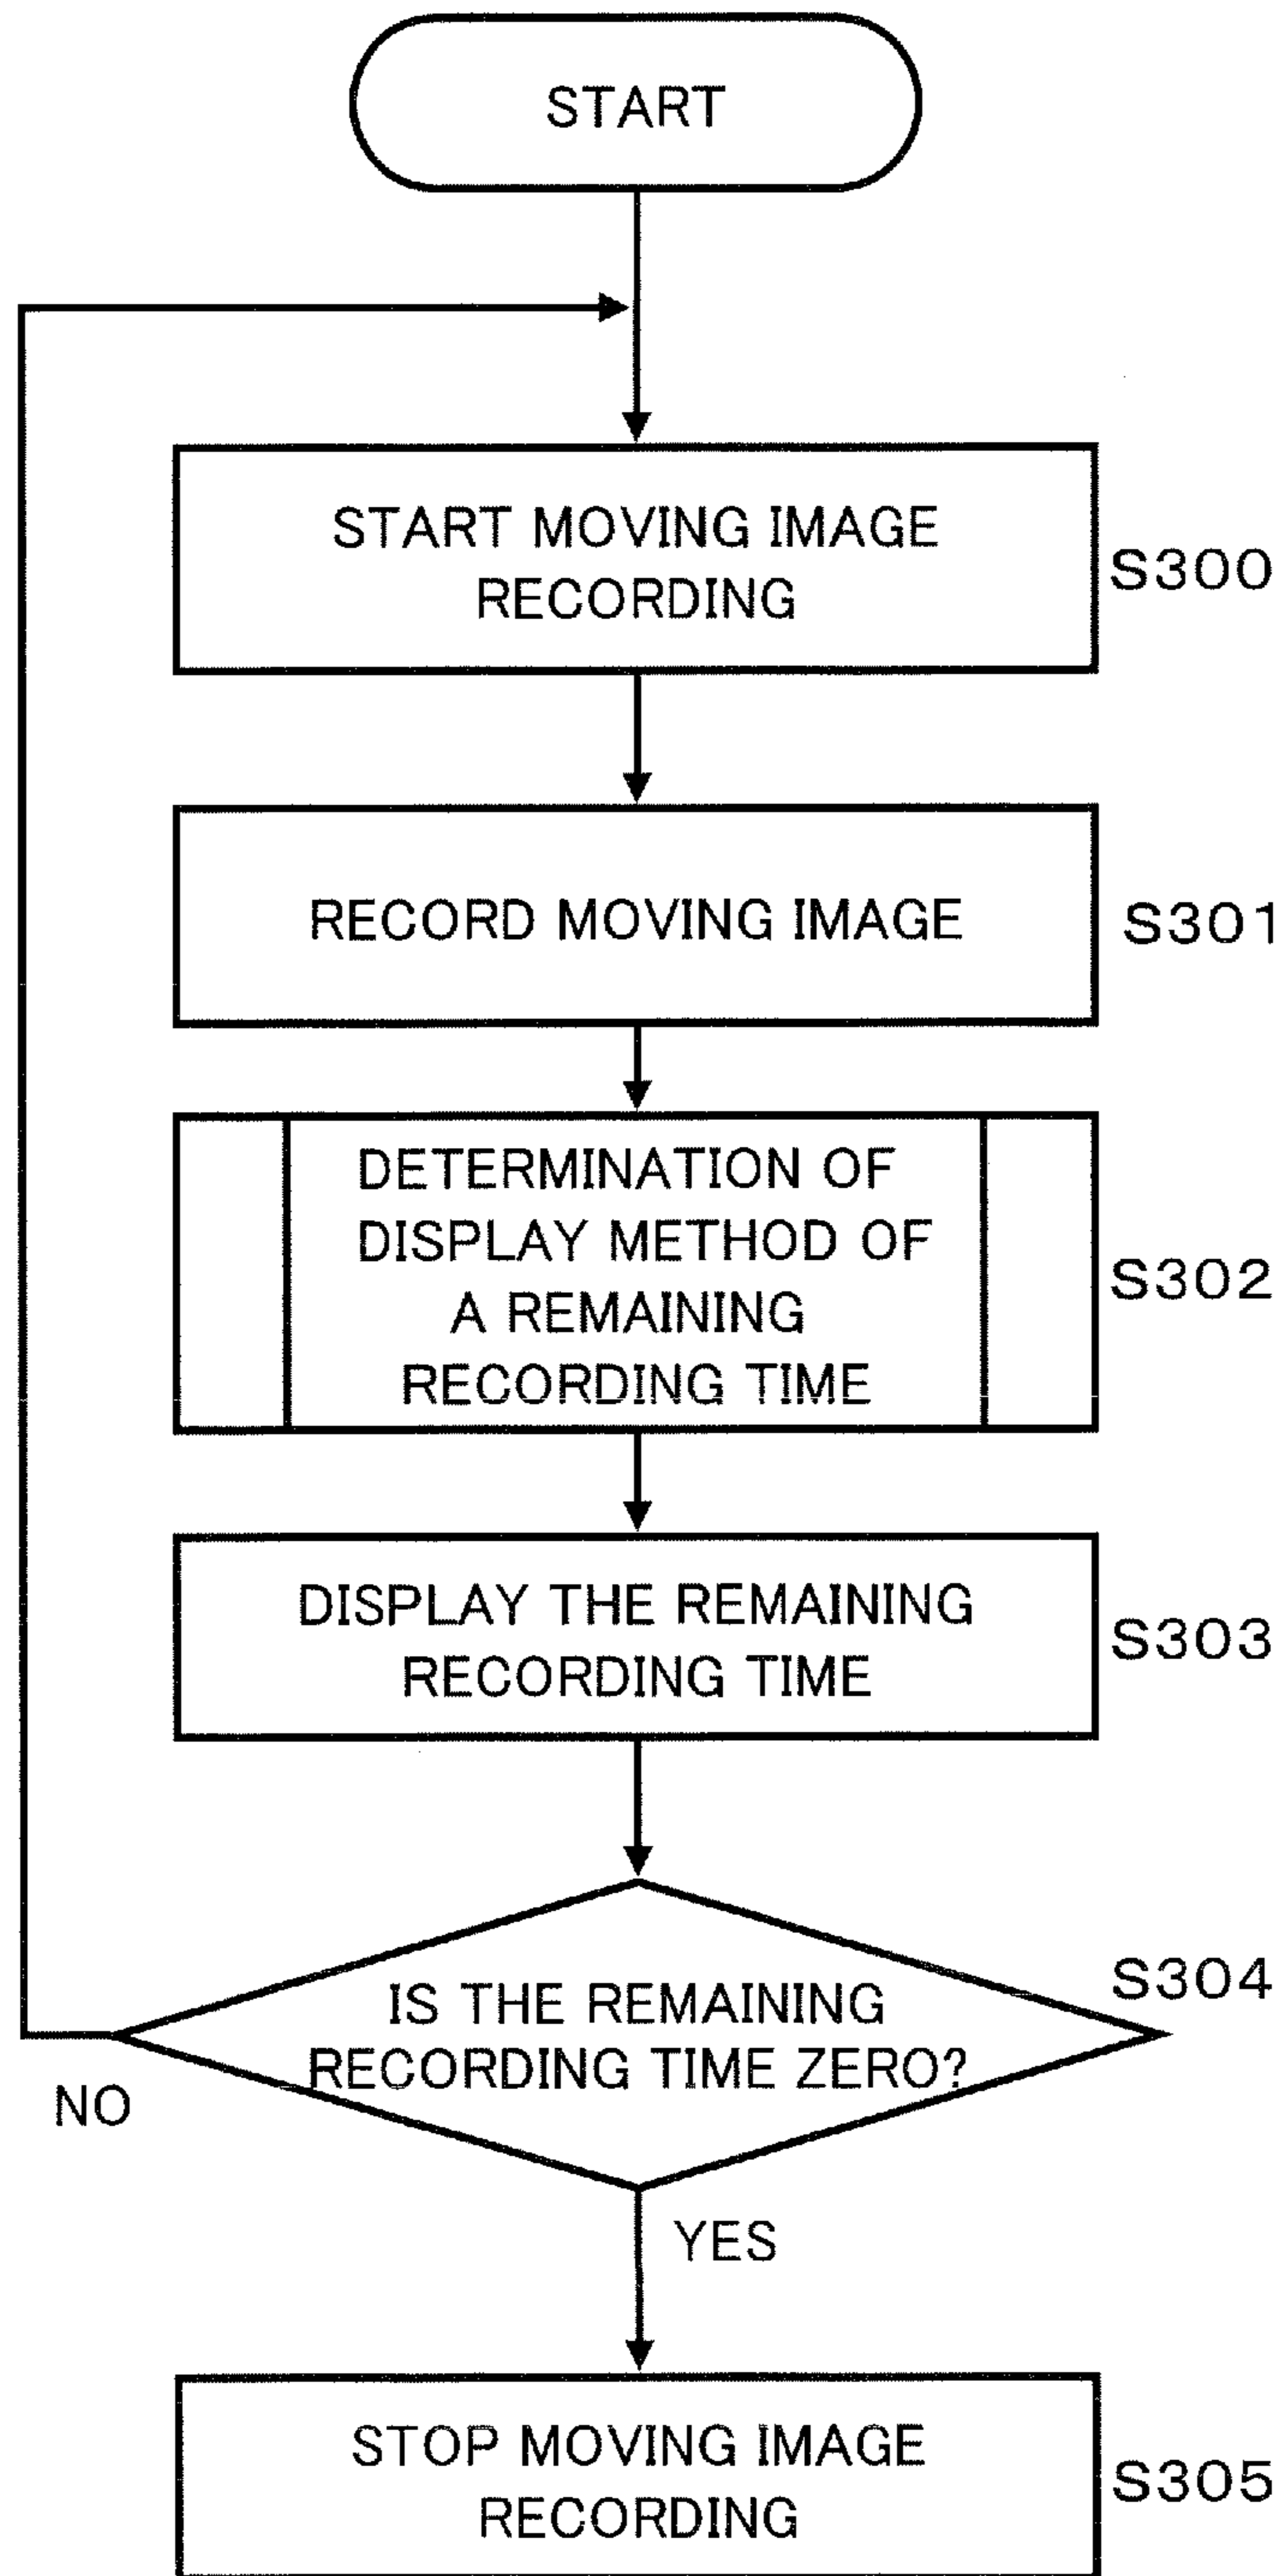 START
START MOVING IMAGE
RECORDING
S300
RECORD MOVING IMAGE
S301
DETERMINATION OF
DISPLAY METHOD OF
A REMAINING
RECORDING TIME
S302
DISPLAY THE REMAINING
RECORDING TIME
S303
IS THE REMAINING
RECORDING TIME ZERO?
S304
NO
YES
STOP MOVING IMAGE
RECORDING
S305